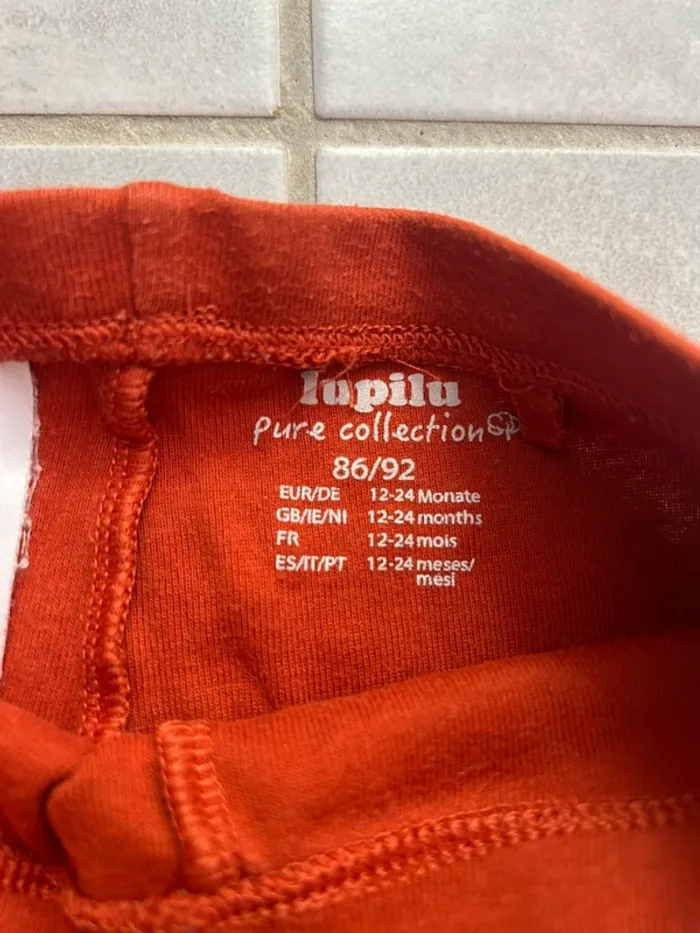 lupilu
pure collection
86/92
EUR/DE 12-24 Monate
GB/IE/NI 12-24 months
FR 12-24 mois
ES/IT/PT 12-24 meses/
mesi